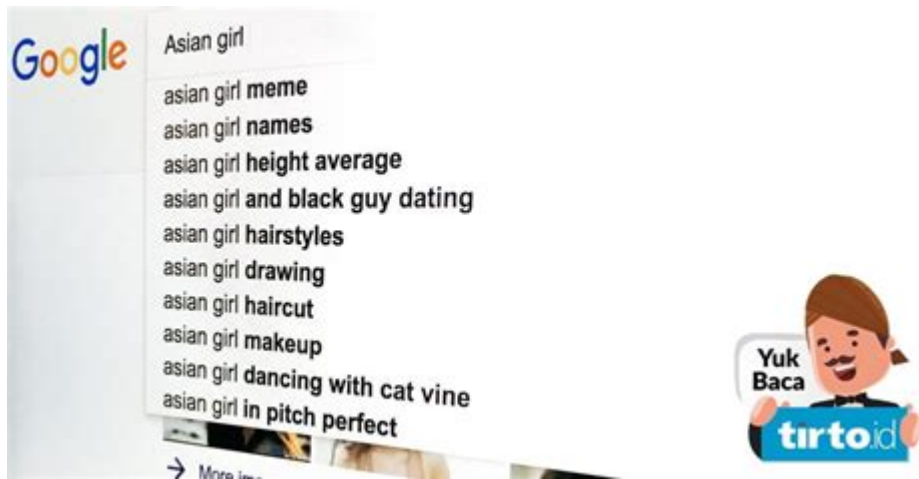 Google
Asian girl
asian girl meme
asian girl names
asian girl height average
asian girl and black guy dating
asian girl hairstyles
asian girl drawing
asian girl haircut
asian girl makeup
asian girl dancing with cat vine
asian girl in pitch perfect
→ More
Yuk
Baca
tirto.id